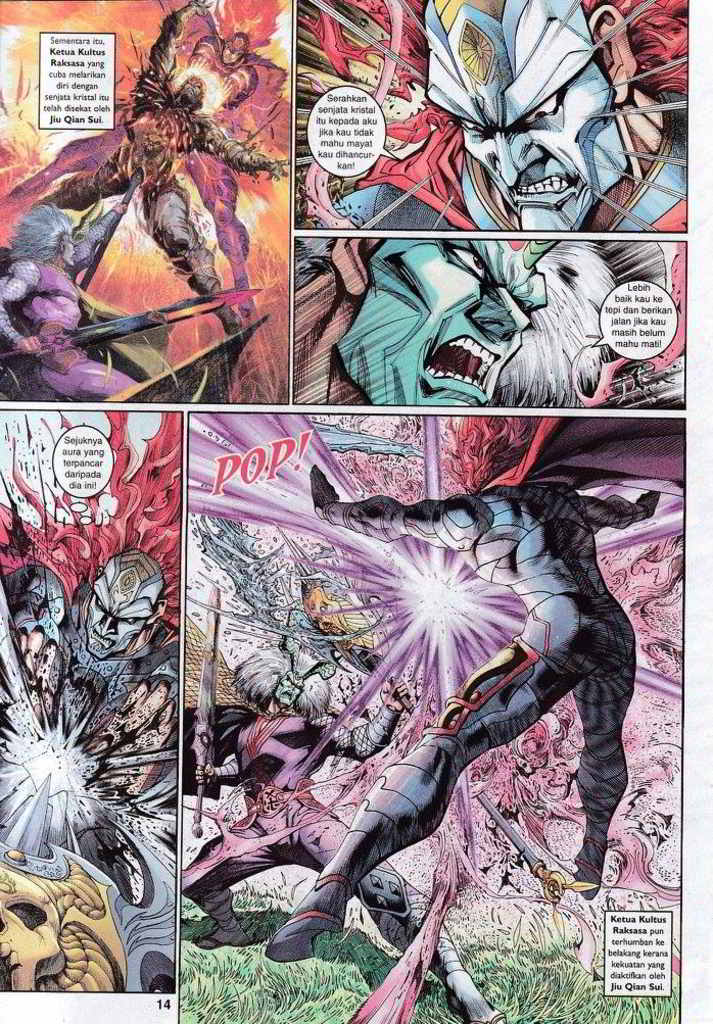 Sementara itu,
Ketua Kultus
Raksasa yang
cuba melarikan
diri dengan
senjata kristal itu
telah disekat oleh
Jiu Qian Sui.
Serahkan
senjata kristal
itu kepada aku
jika kau tidak
mahu mayat
kau dihancur-
kan!
Lebih
baik kau ke
tepi dan berikan
jalan jika kau
masih belum
mahu mati!
Sejuknya
aura yang
terpancar
daripada
dia ini!
POP!
Ketua Kultus
Raksasa pun
terhumban ke
belakang kerana
kekuatan yang
diaktifkan oleh
Jiu Qian Sui.
14